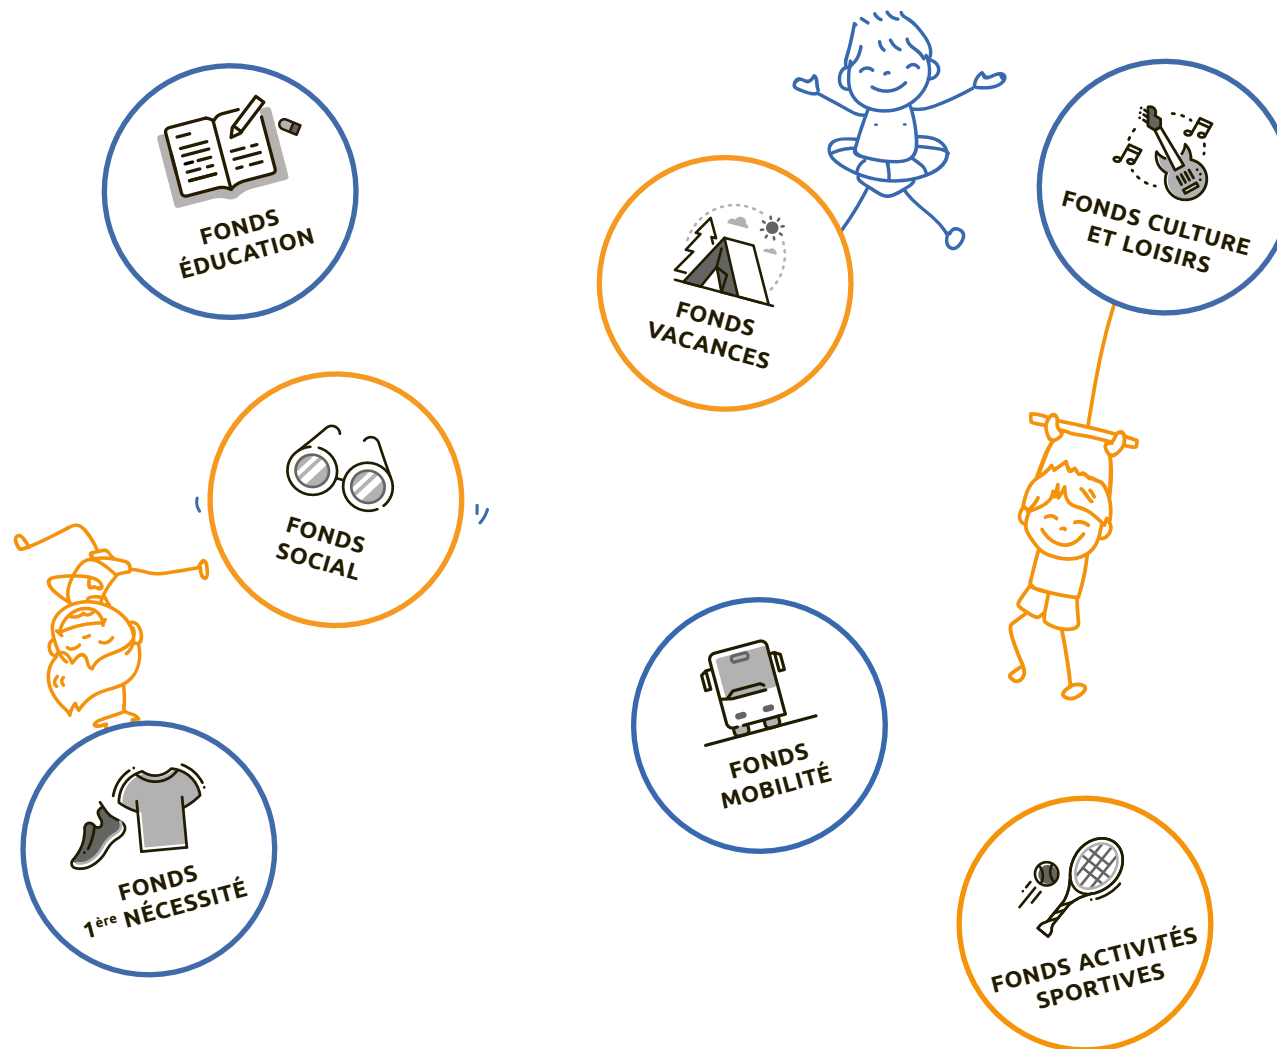 FONDS
ÉDUCATION
FONDS CULTURE
ET LOISIRS
FONDS
VACANCES
FONDS
SOCIAL
FONDS
MOBILITÉ
FONDS
1ère NÉCESSITÉ
FONDS ACTIVITÉS
SPORTIVES